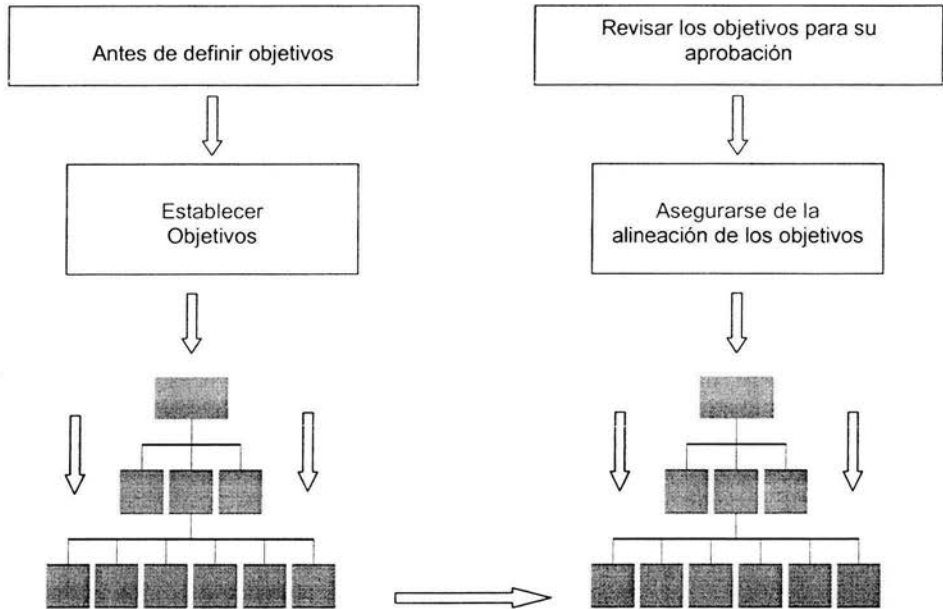 Antes de definir objetivos
Establecer
Objetivos
Revisar los objetivos para su
aprobación
Asegurarse de la
alineación de los objetivos